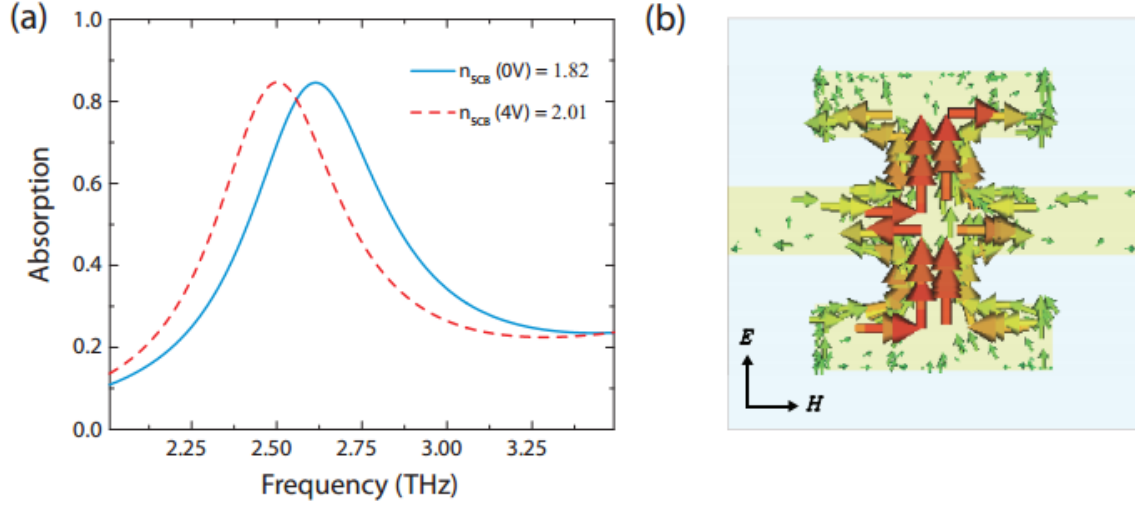 (a)
1.0
0.8
0.6
0.4
0.2
0.0
Absorption
n_SCB (0V) = 1.82
n_SCB (4V) = 2.01
2.25 2.50 2.75 3.00 3.25
Frequency (THz)
(b)
E
H